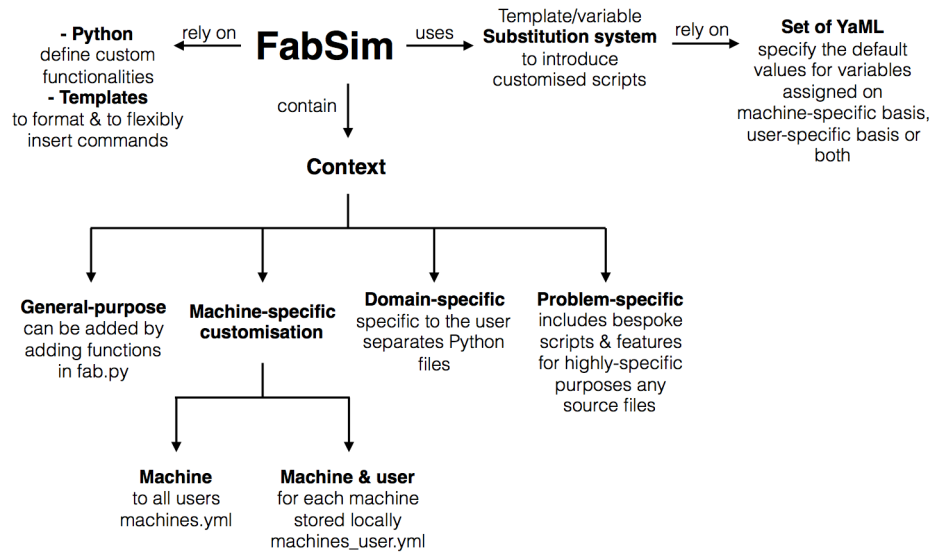 - Python
define custom
functionalities
- Templates
to format & to flexibly
insert commands
rely on
FabSim
uses
Template/variable
Substitution system
to introduce
customised scripts
rely on
Set of YaML
specify the default
values for variables
assigned on
machine-specific basis,
user-specific basis or
both
contain
Context
General-purpose
can be added by
adding functions
in fab.py
Machine-specific
customisation
Domain-specific
specific to the user
separates Python
files
Problem-specific
includes bespoke
scripts & features
for highly-specific
purposes any
source files
Machine
to all users
machines.yml
Machine & user
for each machine
stored locally
machines_user.yml